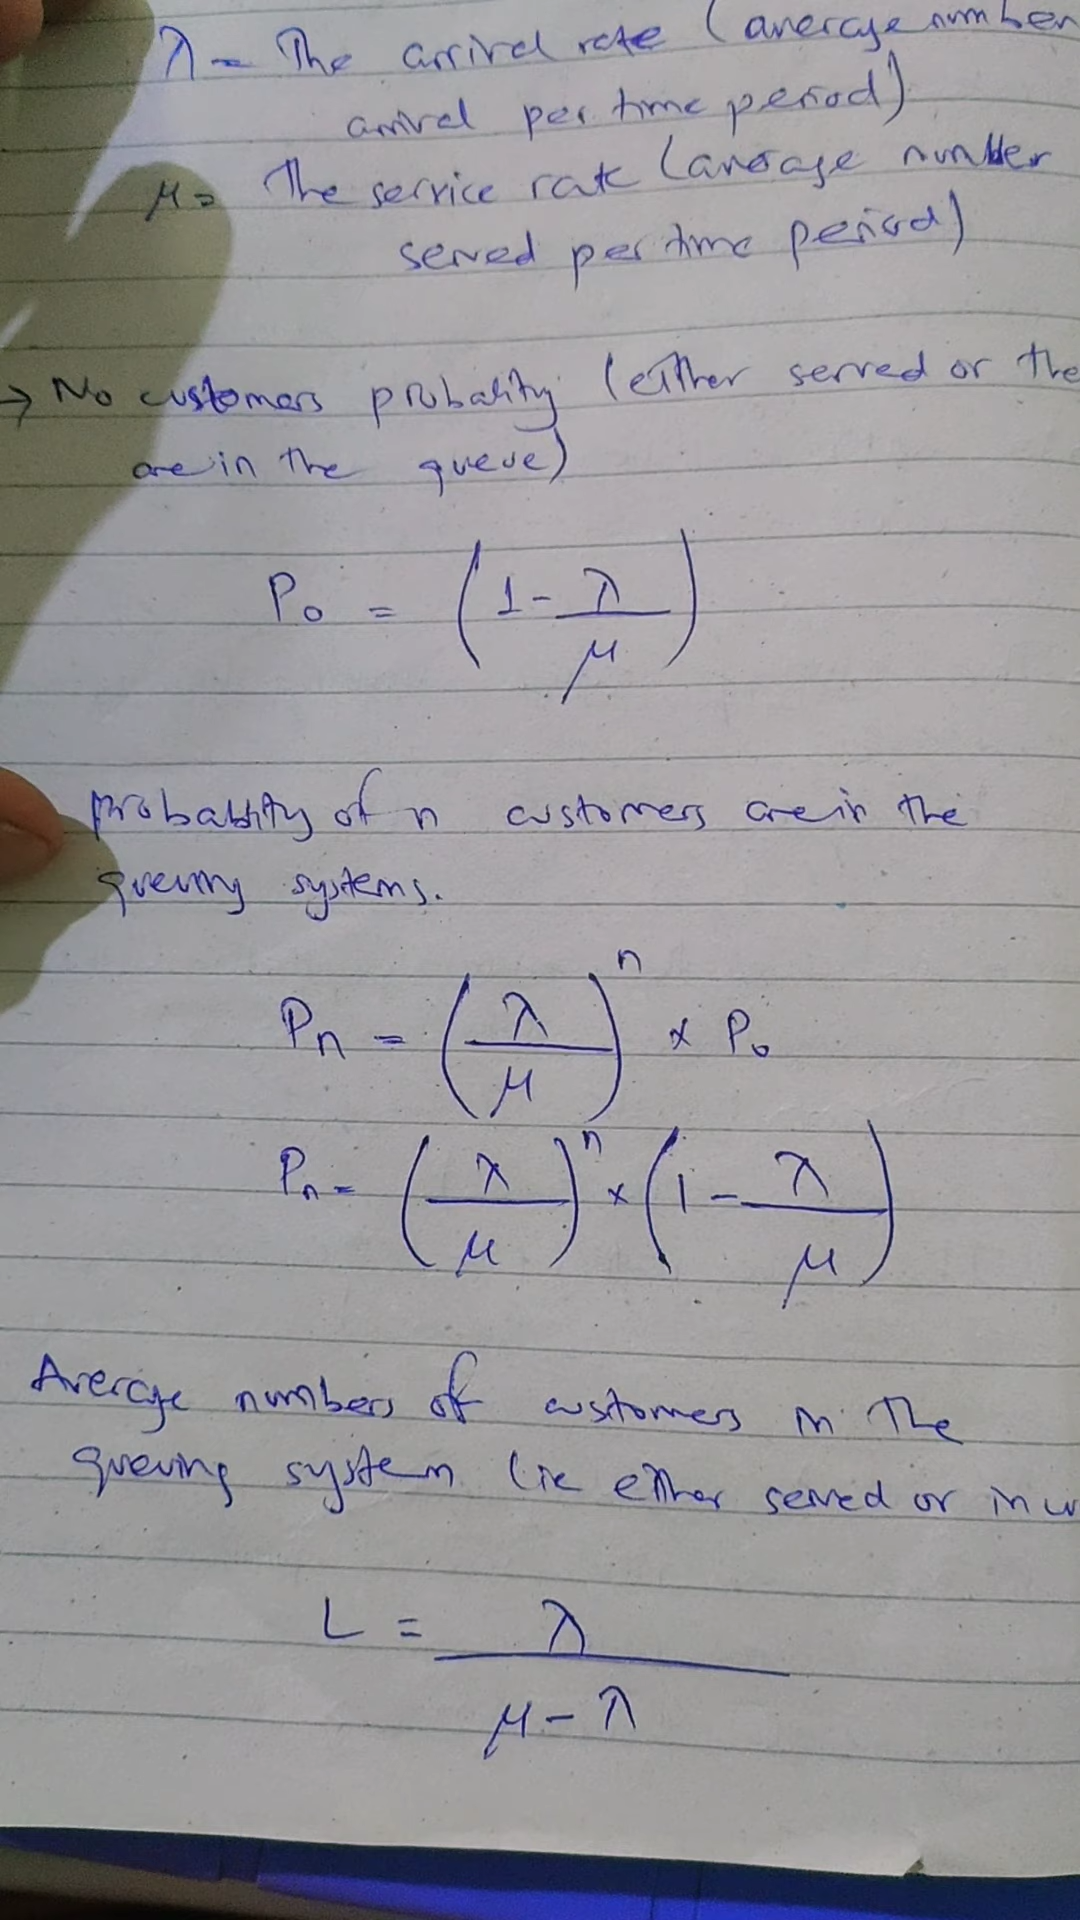 λ = The arrival rate (average number
arrival per time period)
μ = The service rate (average number
served per time period)
→ No customers probality (either served or the
are in the queue)
P₀ = (1 - λ/μ)
probability of n customers are in the
queuing systems.
Pn = (λ/μ)ⁿ × P₀
Pn = (λ/μ)ⁿ × (1 - λ/μ)
Average numbers of customers in the
queuing system (ie either served or in
L = λ/(μ - λ)